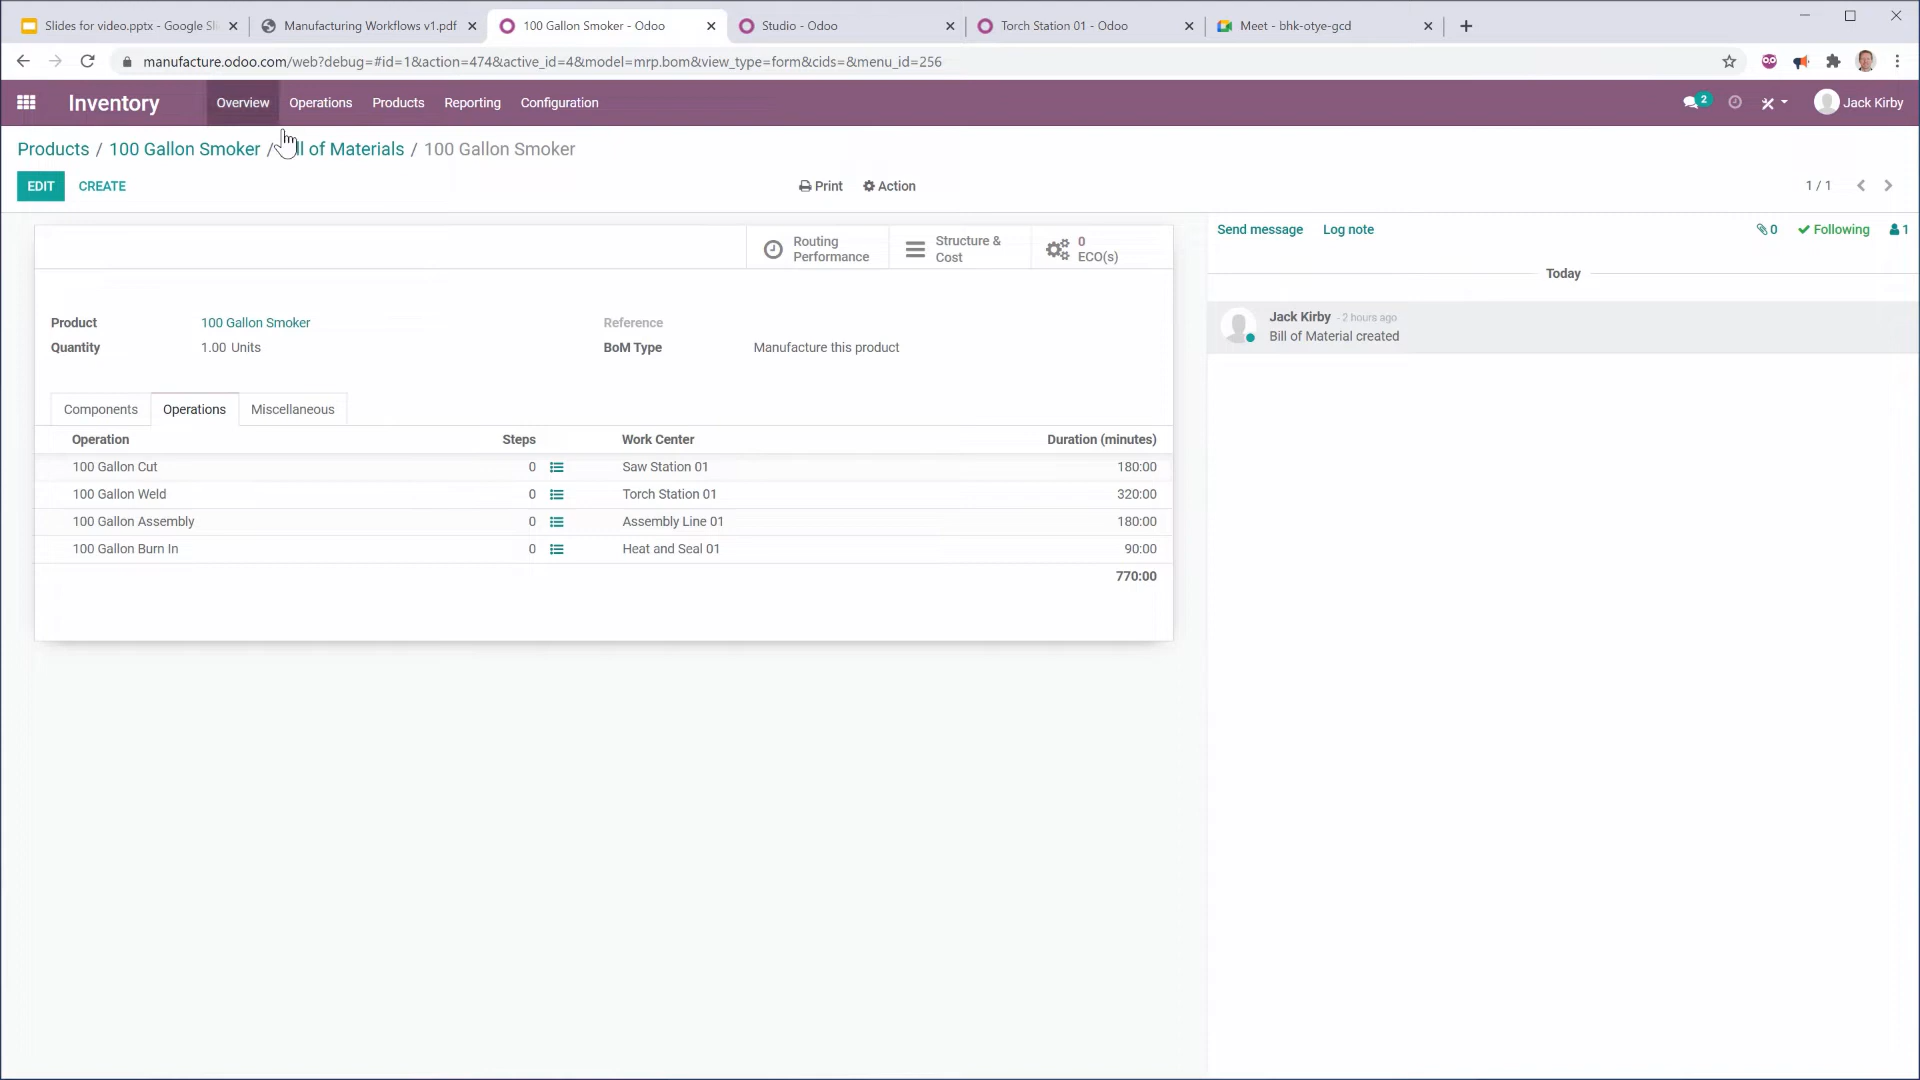 Slides for video.pptx - Google Sli
Manufacturing Workflows v1.pdf
100 Gallon Smoker - Odoo
Studio - Odoo
Torch Station 01 - Odoo
Meet - bhk-otye-gcd
manufacture.odoo.com/web?debug=#id=1&action=474&active_id=4&model=mrp.bom&view_type=form&cids=&menu_id=256
Inventory
Overview
Operations
Products
Reporting
Configuration
2
Jack Kirby
Products / 100 Gallon Smoker / ill of Materials / 100 Gallon Smoker
EDIT
CREATE
Print
Action
1 / 1
Routing
Performance
Structure &
Cost
0
ECO(s)
Send message
Log note
0
Following
1
Today
Jack Kirby - 2 hours ago
Bill of Material created
Product 100 Gallon Smoker
Reference
Quantity 1.00 Units
BoM Type Manufacture this product
Components
Operations
Miscellaneous
Operation Steps Work Center Duration (minutes)
100 Gallon Cut 0 Saw Station 01 180:00
100 Gallon Weld 0 Torch Station 01 320:00
100 Gallon Assembly 0 Assembly Line 01 180:00
100 Gallon Burn In 0 Heat and Seal 01 90:00
770:00